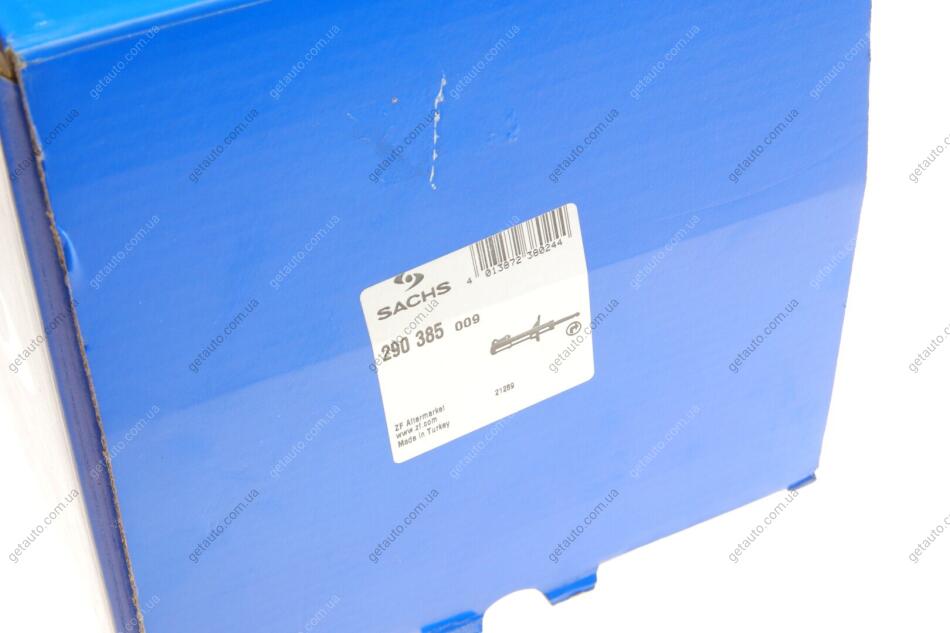 SACHS
4 013872 380244
290 385 009
21289
ZF Aftermarket
www.zf.com
Made in Turkey
getauto.com.ua